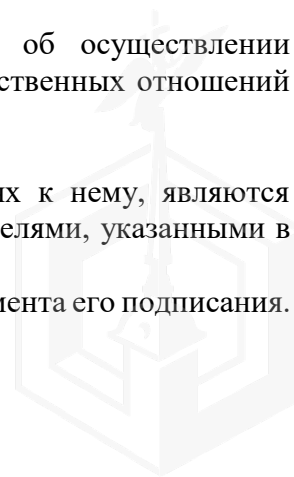 об осуществлении
ственных отношений
их к нему, являются
елями, указанными в
мента его подписания.